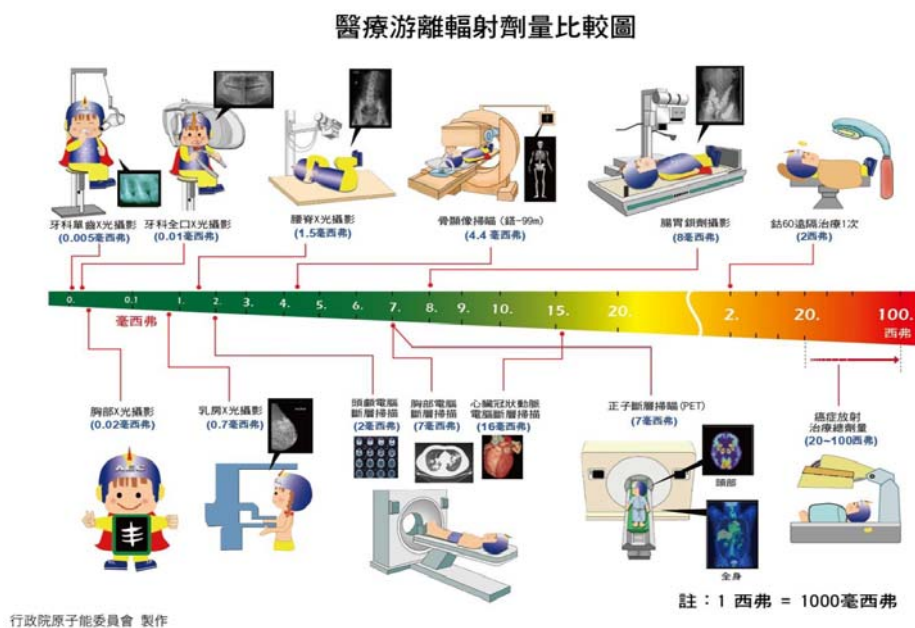 醫療游離輻射劑量比較圖
牙科單齒X光攝影
(0.005毫西弗)
牙科全口X光攝影
(0.01毫西弗)
腰脊X光攝影
(1.5毫西弗)
骨顯像掃瞄(鎝-99m)
(4.4 毫西弗)
腸胃鋇劑攝影
(8毫西弗)
鈷60遠隔治療1次
(2西弗)
0. 0.1 1. 2. 3. 4. 5. 6. 7. 8. 9. 10. 15. 20. 2. 20. 100.
毫西弗
西弗
胸部X光攝影
(0.02毫西弗)
乳房X光攝影
(0.7毫西弗)
頭顱電腦
斷層掃描
(2毫西弗)
胸部電腦
斷層掃描
(7毫西弗)
心臟冠狀動脈
電腦斷層掃描
(16毫西弗)
正子斷層掃瞄(PET)
(7毫西弗)
癌症放射
治療總劑量
(20~100西弗)
A.E.C
頭部
全身
註：1 西弗 = 1000毫西弗
行政院原子能委員會 製作